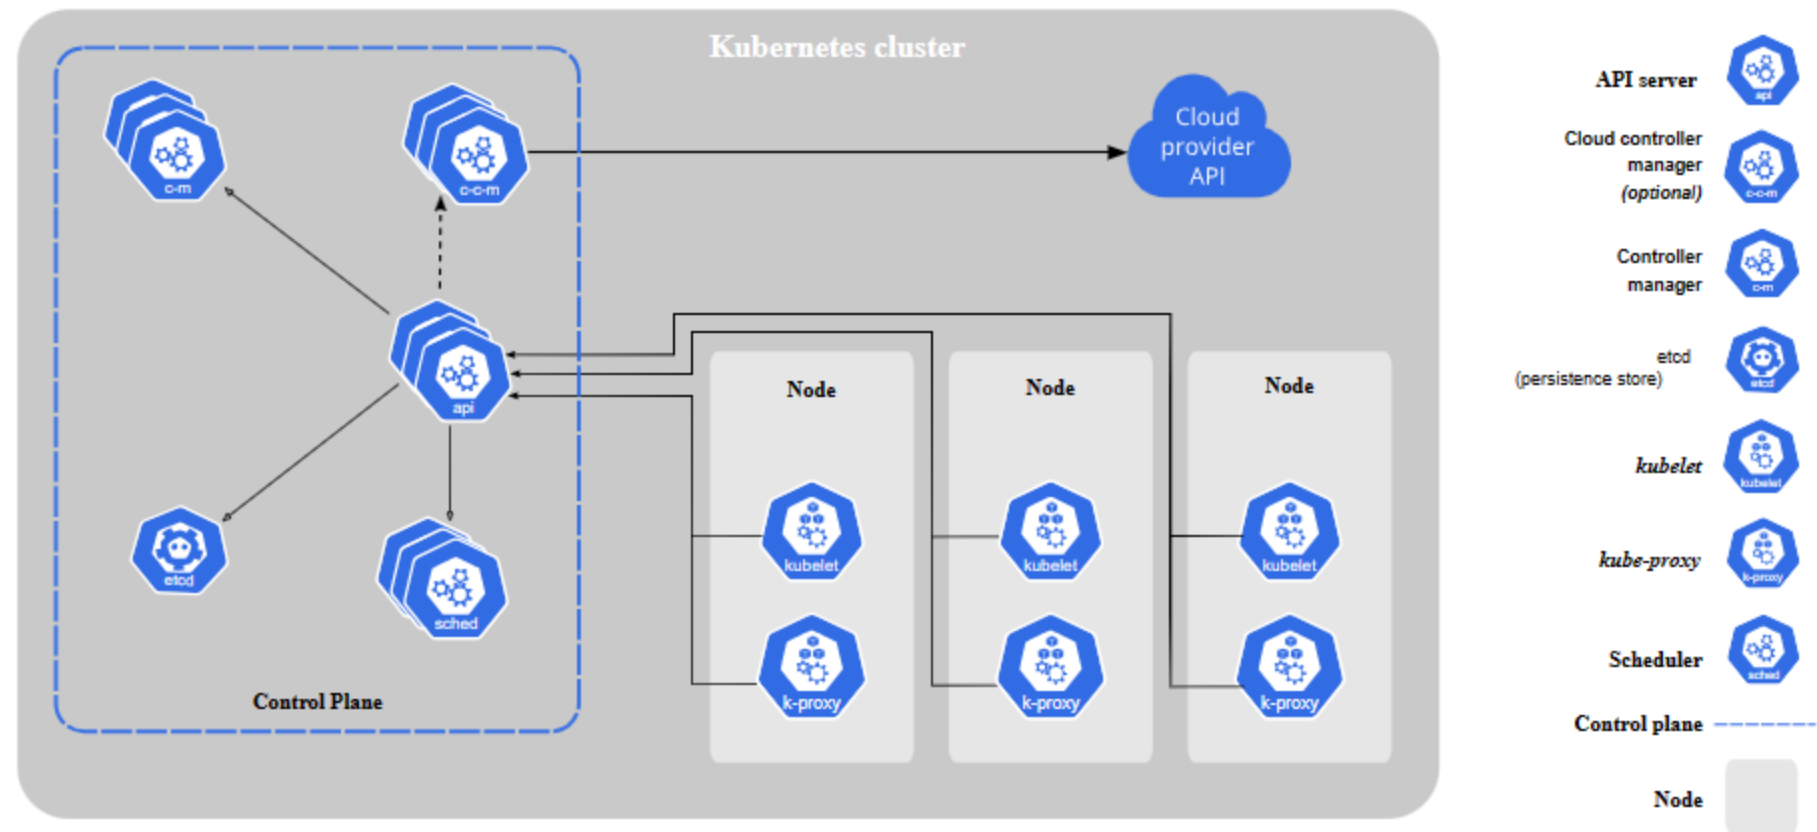 Kubernetes cluster
c-m
c-c-m
Cloud
provider
API
api
etcd
sched
Control Plane
Node
kubelet
k-proxy
Node
kubelet
k-proxy
Node
kubelet
k-proxy
API server
api
Cloud controller
manager
(optional)
c-c-m
Controller
manager
c-m
etcd
(persistence store)
etcd
kubelet
kubelet
kube-proxy
k-proxy
Scheduler
sched
Control plane
Node